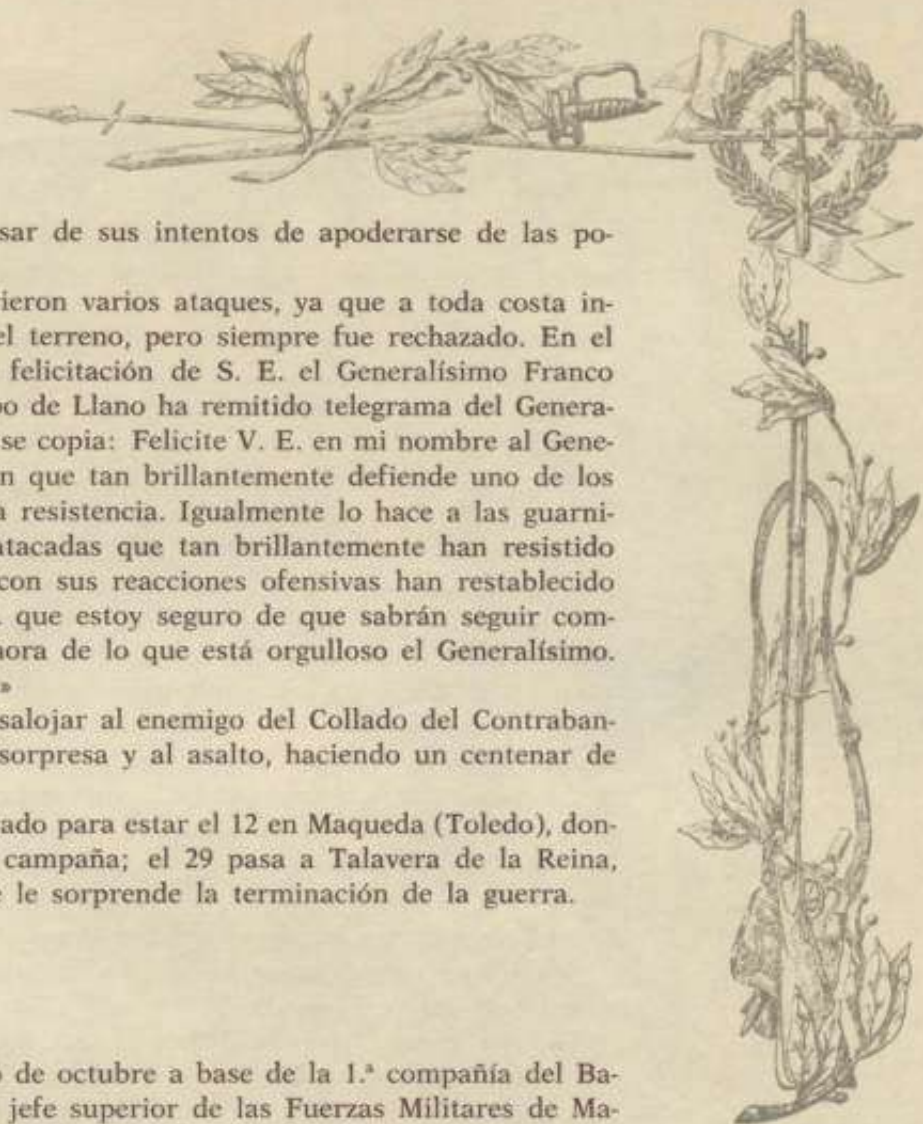 sar de sus intentos de apoderarse de las po-
ieron varios ataques, ya que a toda costa in-
el terreno, pero siempre fue rechazado. En el
felicitación de S. E. el Generalísimo Franco
po de Llano ha remitido telegrama del Genera-
se copia: Felicite V. E. en mi nombre al Gene-
n que tan brillantemente defiende uno de los
a resistencia. Igualmente lo hace a las guarni-
atacadas que tan brillantemente han resistido
con sus reacciones ofensivas han restablecido
que estoy seguro de que sabrán seguir com-
hora de lo que está orgulloso el Generalísimo.
»
salojar al enemigo del Collado del Contraban-
sorpresa y al asalto, haciendo un centenar de
ado para estar el 12 en Maqueda (Toledo), don-
campaña; el 29 pasa a Talavera de la Reina,
e le sorprende la terminación de la guerra.
o de octubre a base de la 1.ª compañía del Ba-
jefe superior de las Fuerzas Militares de Ma-